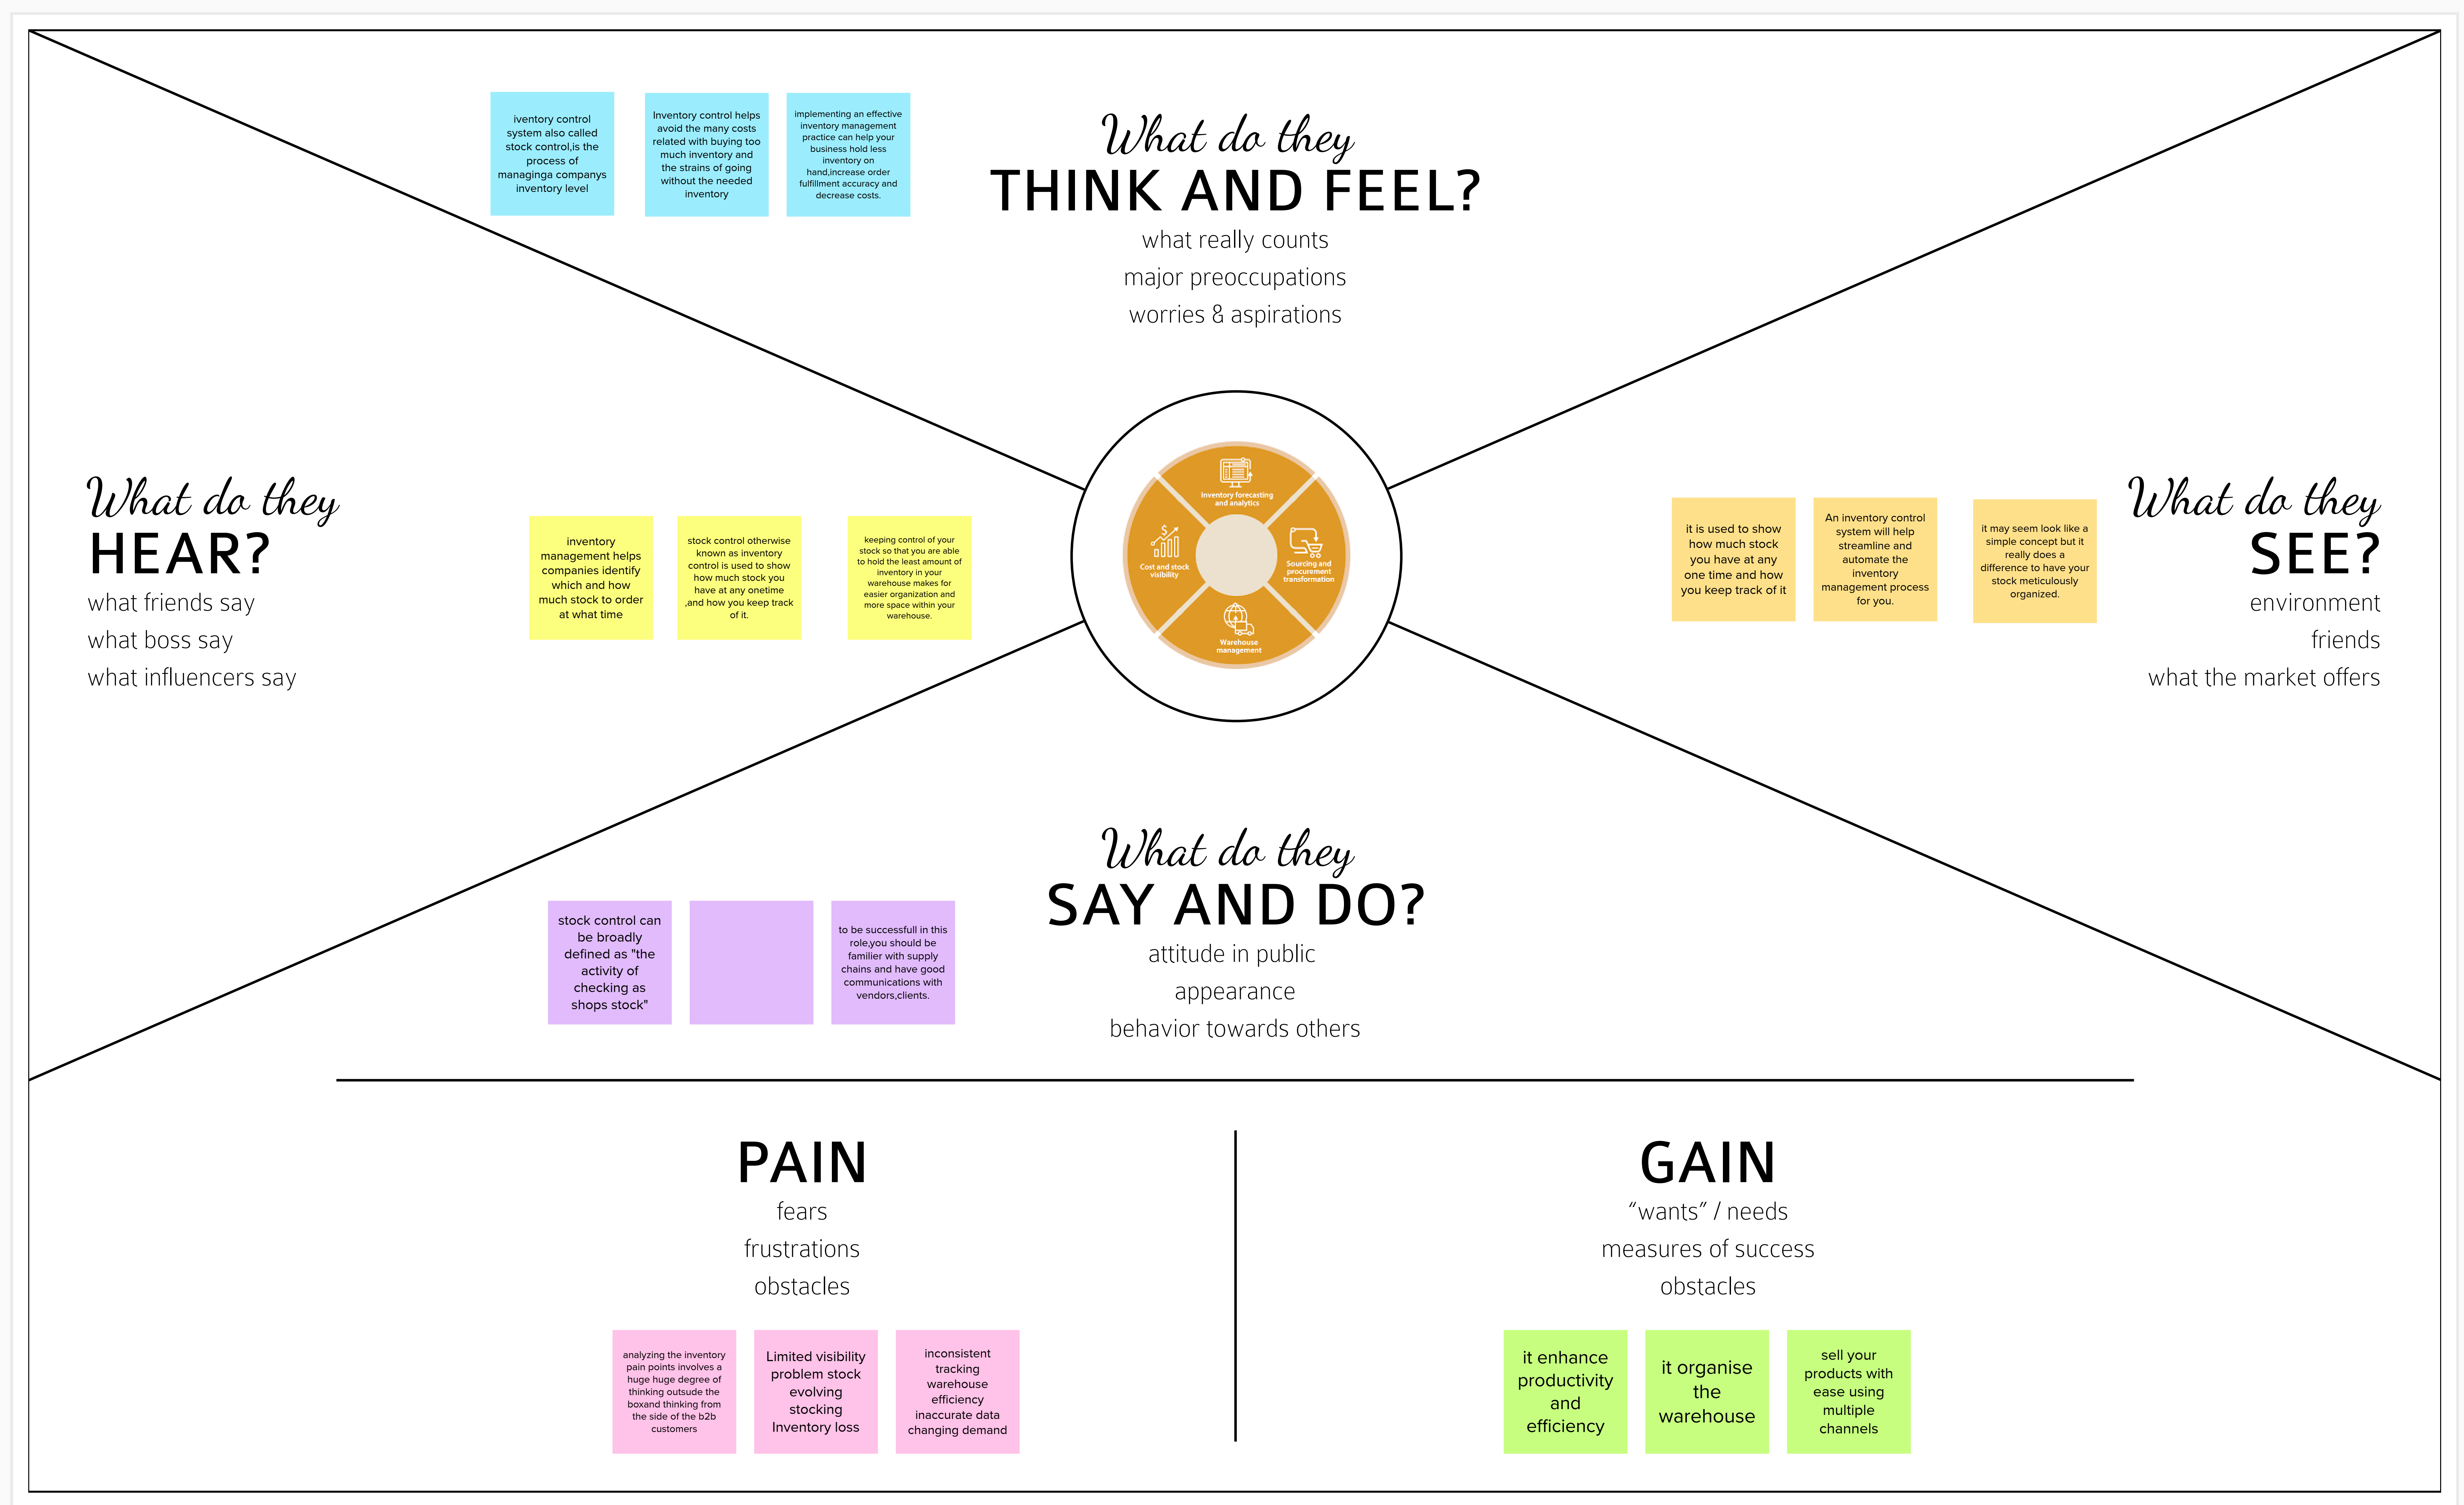 iventory control
system also called
stock control,is the
process of
managinga companys
inventory level
Inventory control helps
avoid the many costs
related with buying too
much inventory and
the strains of going
without the needed
inventory
implementing an effective
inventory management
practice can help your
business hold less
inventory on
hand,increase order
fulfillment accuracy and
decrease costs.
What do they
THINK AND FEEL?
what really counts
major preoccupations
worries & aspirations
What do they
HEAR?
what friends say
what boss say
what influencers say
inventory
management helps
companies identify
which and how
much stock to order
at what time
stock control otherwise
known as inventory
control is used to show
how much stock you
have at any onetime
,and how you keep track
of it.
keeping control of your
stock so that you are able
to hold the least amount of
inventory in your
warehouse makes for
easier organization and
more space within your
warehouse.
Inventory forecasting
and analytics
Cost and stock
visibility
Sourcing and
procurement
transformation
Warehouse
management
it is used to show
how much stock
you have at any
one time and how
you keep track of it
An inventory control
system will help
streamline and
automate the
inventory
management process
for you.
it may seem look like a
simple concept but it
really does a
difference to have your
stock meticulously
organized.
What do they
SEE?
environment
friends
what the market offers
What do they
SAY AND DO?
attitude in public
appearance
behavior towards others
stock control can
be broadly
defined as "the
activity of
checking as
shops stock"
to be successfull in this
role,you should be
familier with supply
chains and have good
communications with
vendors,clients.
PAIN
fears
frustrations
obstacles
analyzing the inventory
pain points involves a
huge huge degree of
thinking outsude the
boxand thinking from
the side of the b2b
customers
Limited visibility
problem stock
evolving
stocking
Inventory loss
inconsistent
tracking
warehouse
efficiency
inaccurate data
changing demand
GAIN
“wants” / needs
measures of success
obstacles
it enhance
productivity
and
efficiency
it organise
the
warehouse
sell your
products with
ease using
multiple
channels